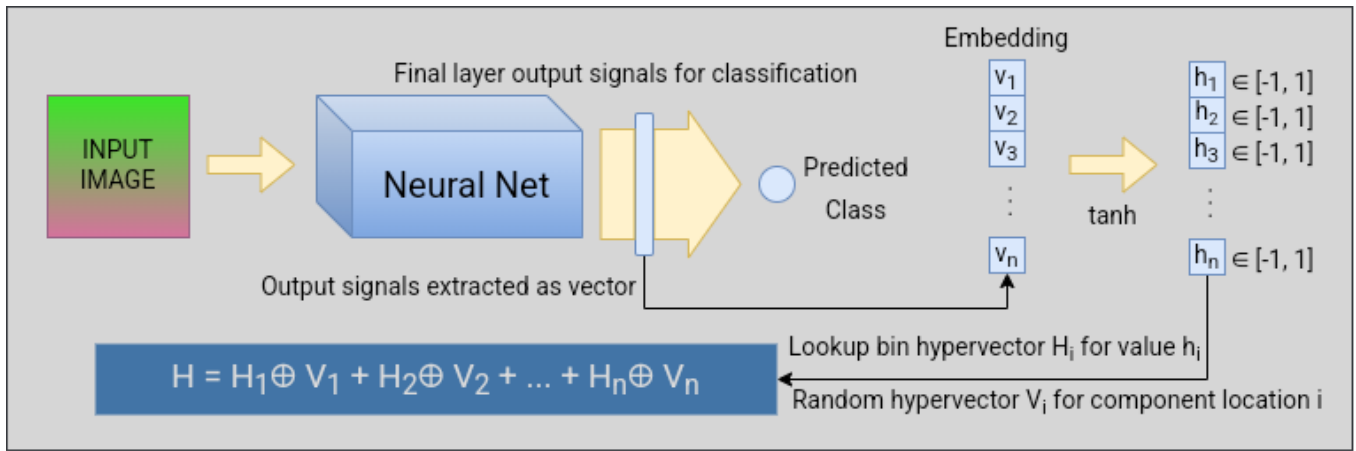 Embedding
Final layer output signals for classification
INPUT
IMAGE
Neural Net
Predicted
Class
v₁
v₂
v₃
⋮
vₙ
tanh
h₁ ∈ [-1, 1]
h₂ ∈ [-1, 1]
h₃ ∈ [-1, 1]
⋮
hₙ ∈ [-1, 1]
Output signals extracted as vector
Lookup bin hypervector Hᵢ for value hᵢ
H = H₁⊕ V₁ + H₂⊕ V₂ + ... + Hₙ⊕ Vₙ
Random hypervector Vᵢ for component location i